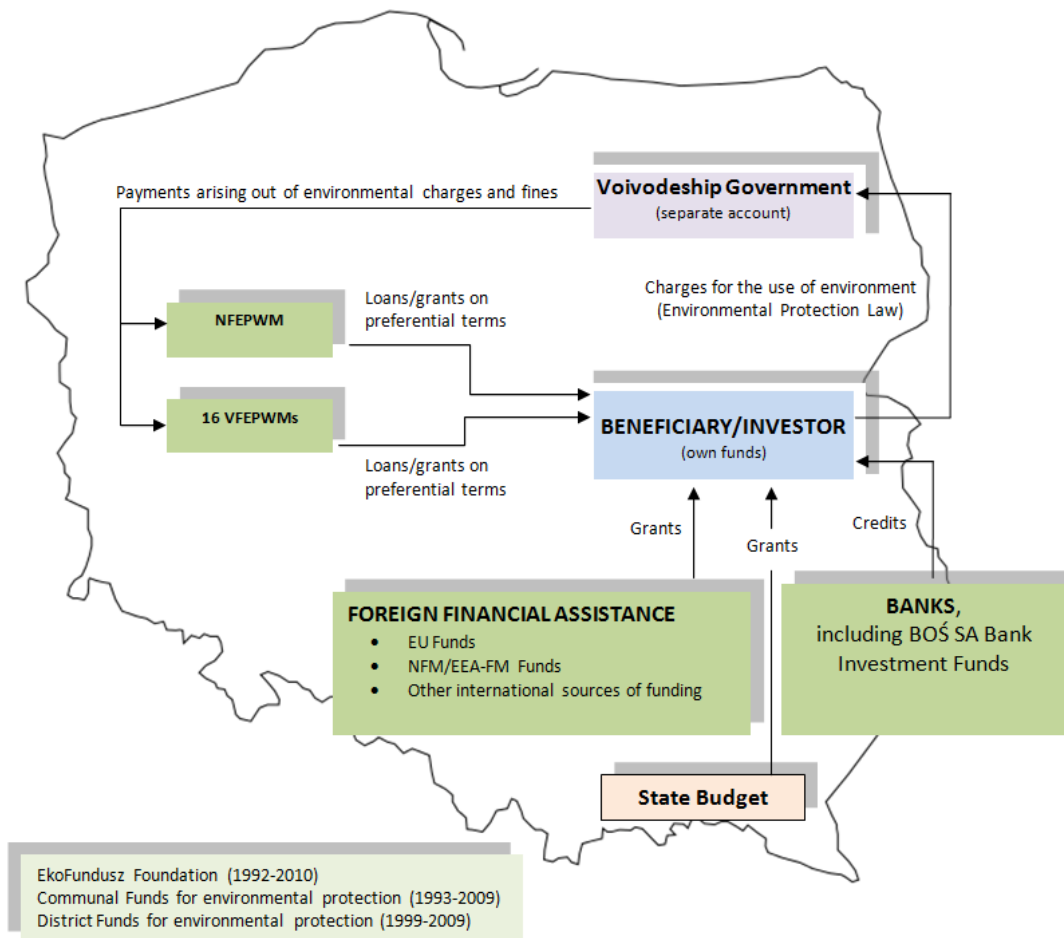 Voivodeship Government
(separate account)
Payments arising out of environmental charges and fines
Charges for the use of environment
(Environmental Protection Law)
NFEPWM
Loans/grants on
preferential terms
16 VFEPWMs
Loans/grants on
preferential terms
BENEFICIARY/INVESTOR
(own funds)
Grants
Grants
Credits
FOREIGN FINANCIAL ASSISTANCE
• EU Funds
• NFM/EEA-FM Funds
• Other international sources of funding
BANKS,
including BOŚ SA Bank
Investment Funds
State Budget
EkoFundusz Foundation (1992-2010)
Communal Funds for environmental protection (1993-2009)
District Funds for environmental protection (1999-2009)